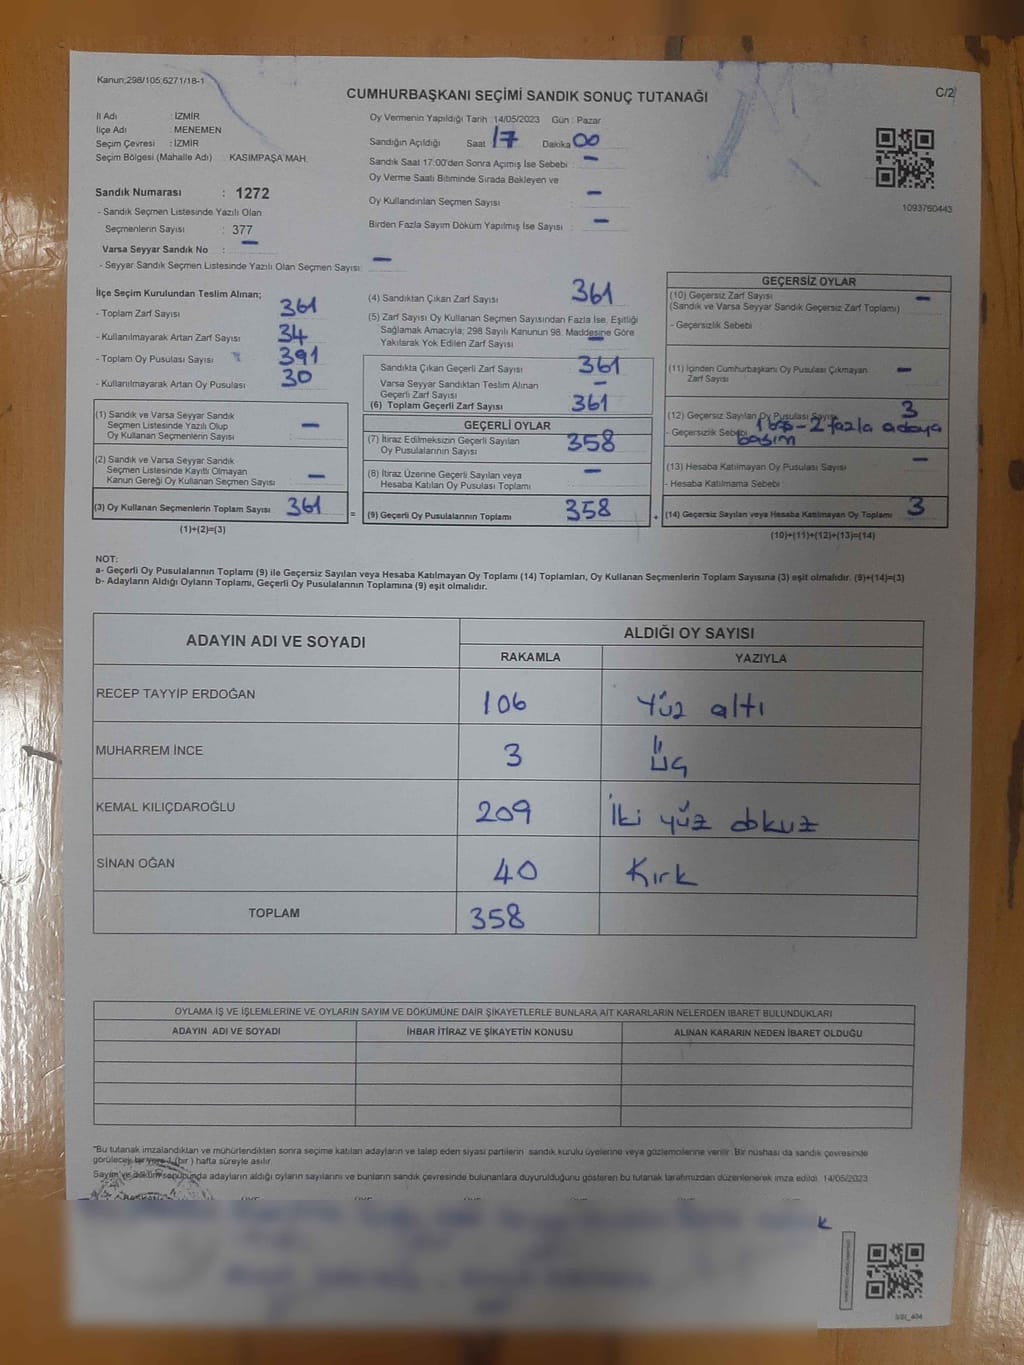 Kanun;298/105;6271/18-1
CUMHURBAŞKANI SEÇİMİ SANDIK SONUÇ TUTANAĞI
C/2
İl Adı : İZMİR
İlçe Adı : MENEMEN
Seçim Çevresi : İZMİR
Seçim Bölgesi (Mahalle Adı) : KASIMPAŞA MAH.
Sandık Numarası : 1272
- Sandık Seçmen Listesinde Yazılı Olan
Seçmenlerin Sayısı : 377
Varsa Seyyar Sandık No : —
- Seyyar Sandık Seçmen Listesinde Yazılı Olan Seçmen Sayısı: —
Oy Vermenin Yapıldığı Tarih :14/05/2023 Gün : Pazar
Sandığın Açıldığı Saat 17 Dakika 00
Sandık Saat 17:00'den Sonra Açımış İse Sebebi : —
Oy Verme Saati Bitiminde Sırada Bekleyen ve
Oy Kullandırılan Seçmen Sayısı : —
Birden Fazla Sayım Döküm Yapılmış İse Sayısı : —
1093760443
İlçe Seçim Kurulundan Teslim Alınan;
- Toplam Zarf Sayısı : 361
- Kullanılmayarak Artan Zarf Sayısı : 34
- Toplam Oy Pusulası Sayısı : 391
- Kullanılmayarak Artan Oy Pusulası : 30
(1) Sandık ve Varsa Seyyar Sandık
Seçmen Listesinde Yazılı Olup
Oy Kullanan Seçmenlerin Sayısı : —
(2) Sandık ve Varsa Seyyar Sandık
Seçmen Listesinde Kayıtlı Olmayan
Kanun Gereği Oy Kullanan Seçmen Sayısı : —
(3) Oy Kullanan Seçmenlerin Toplam Sayısı : 361
(1)+(2)=(3)
=
(4) Sandıktan Çıkan Zarf Sayısı : 361
(5) Zarf Sayısı Oy Kullanan Seçmen Sayısından Fazla İse, Eşitliği
Sağlamak Amacıyla; 298 Sayılı Kanunun 98. Maddesine Göre
Yakılarak Yok Edilen Zarf Sayısı : —
Sandıkta Çıkan Geçerli Zarf Sayısı : 361
Varsa Seyyar Sandıktan Teslim Alınan
Geçerli Zarf Sayısı : —
(6) Toplam Geçerli Zarf Sayısı : 361
GEÇERLİ OYLAR
(7) İtiraz Edilmeksizin Geçerli Sayılan
Oy Pusulalarının Sayısı : 358
(8) İtiraz Üzerine Geçerli Sayılan veya
Hesaba Katılan Oy Pusulası Toplamı : —
(9) Geçerli Oy Pusulalarının Toplamı : 358
+
GEÇERSİZ OYLAR
(10) Geçersiz Zarf Sayısı : —
(Sandık ve Varsa Seyyar Sandık Geçersiz Zarf Toplamı)
- Geçersizlik Sebebi :
(11) İçinden Cumhurbaşkanı Oy Pusulası Çıkmayan
Zarf Sayısı : —
(12) Geçersiz Sayılan Oy Pusulası Sayısı : 3
- Geçersizlik Sebebi : fazla adaya
basım
(13) Hesaba Katılmayan Oy Pusulası Sayısı : —
- Hesaba Katılmama Sebebi :
(14) Geçersiz Sayılan veya Hesaba Katılmayan Oy Toplamı : 3
(10)+(11)+(12)+(13)=(14)
NOT:
a- Geçerli Oy Pusulalarının Toplamı (9) ile Geçersiz Sayılan veya Hesaba Katılmayan Oy Toplamı (14) Toplamları, Oy Kullanan Seçmenlerin Toplam Sayısına (3) eşit olmalıdır. (9)+(14)=(3)
b- Adayların Aldığı Oyların Toplamı, Geçerli Oy Pusulalarının Toplamına (9) eşit olmalıdır.
ADAYIN ADI VE SOYADI ALDIĞI OY SAYISI
RAKAMLA YAZIYLA
RECEP TAYYİP ERDOĞAN 106 Yüz altı
MUHARREM İNCE 3 Üç
KEMAL KILIÇDAROĞLU 209 İki yüz dokuz
SİNAN OĞAN 40 Kırk
TOPLAM 358
OYLAMA İŞ VE İŞLEMLERİNE VE OYLARIN SAYIM VE DÖKÜMÜNE DAİR ŞİKAYETLERLE BUNLARA AİT KARARLARIN NELERDEN İBARET BULUNDUKLARI
ADAYIN ADI VE SOYADI İHBAR İTİRAZ VE ŞİKAYETİN KONUSU ALINAN KARARIN NEDEN İBARET OLDUĞU
"Bu tutanak imzalandıktan ve mühürlendikten sonra seçime katılan adayların ve talep eden siyasi partilerin sandık kurulu üyelerine veya gözlemcilerine verilir. Bir nüshası da sandık çevresinde
görülecek bir yere 1 (bir ) hafta süreyle asılır.
Sayım ve döküm sonucunda adayların aldığı oyların sayılarını ve bunların sandık çevresinde bulunanlara duyurulduğunu gösteren bu tutanak tarafımızdan düzenlenerek imza edildi. 14/05/2023